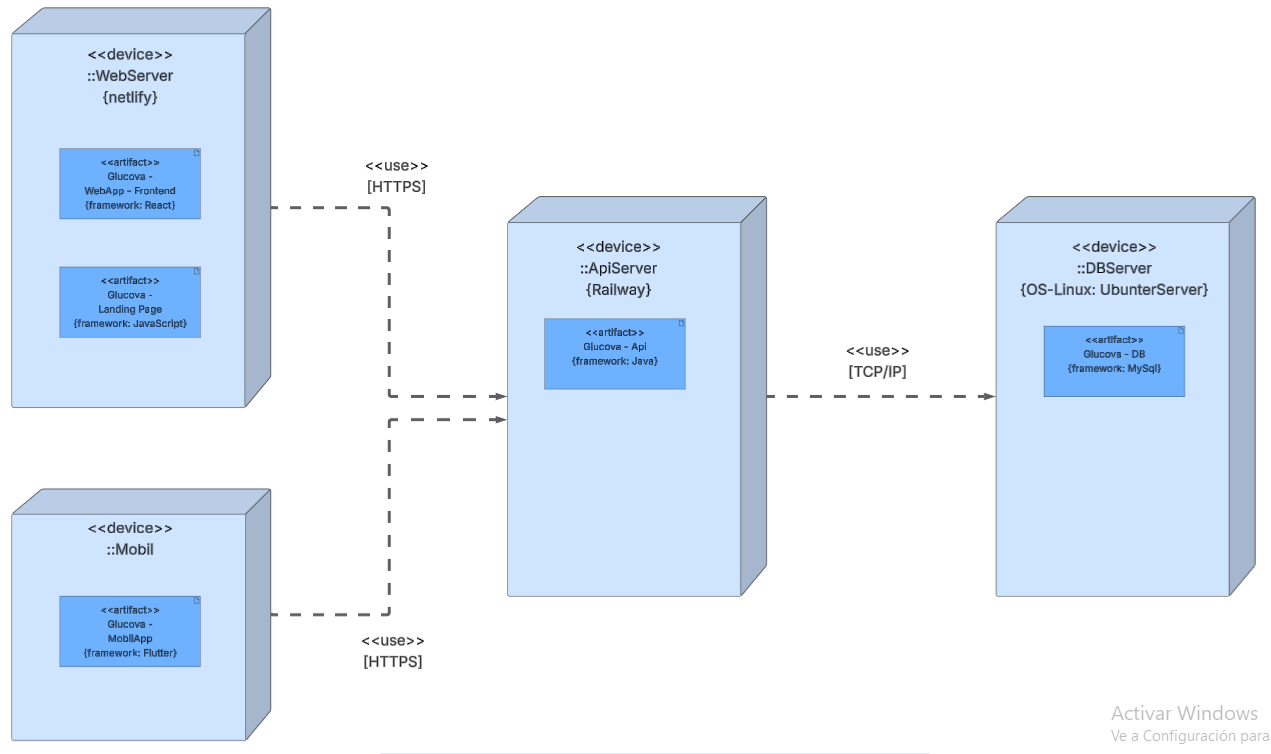 <<device>>
::WebServer
{netlify}
<<artifact>>
Glucova -
WebApp - Frontend
{framework: React}
<<artifact>>
Glucova -
Landing Page
{framework: JavaScript}
<<use>>
[HTTPS]
<<device>>
::ApiServer
{Railway}
<<artifact>>
Glucova - Api
{framework: Java}
<<use>>
[TCP/IP]
<<device>>
::DBServer
{OS-Linux: UbunterServer}
<<artifact>>
Glucova - DB
{framework: MySql}
<<device>>
::Mobil
<<artifact>>
Glucova -
MobilApp
{framework: Flutter}
<<use>>
[HTTPS]
Activar Windows
Ve a Configuración para